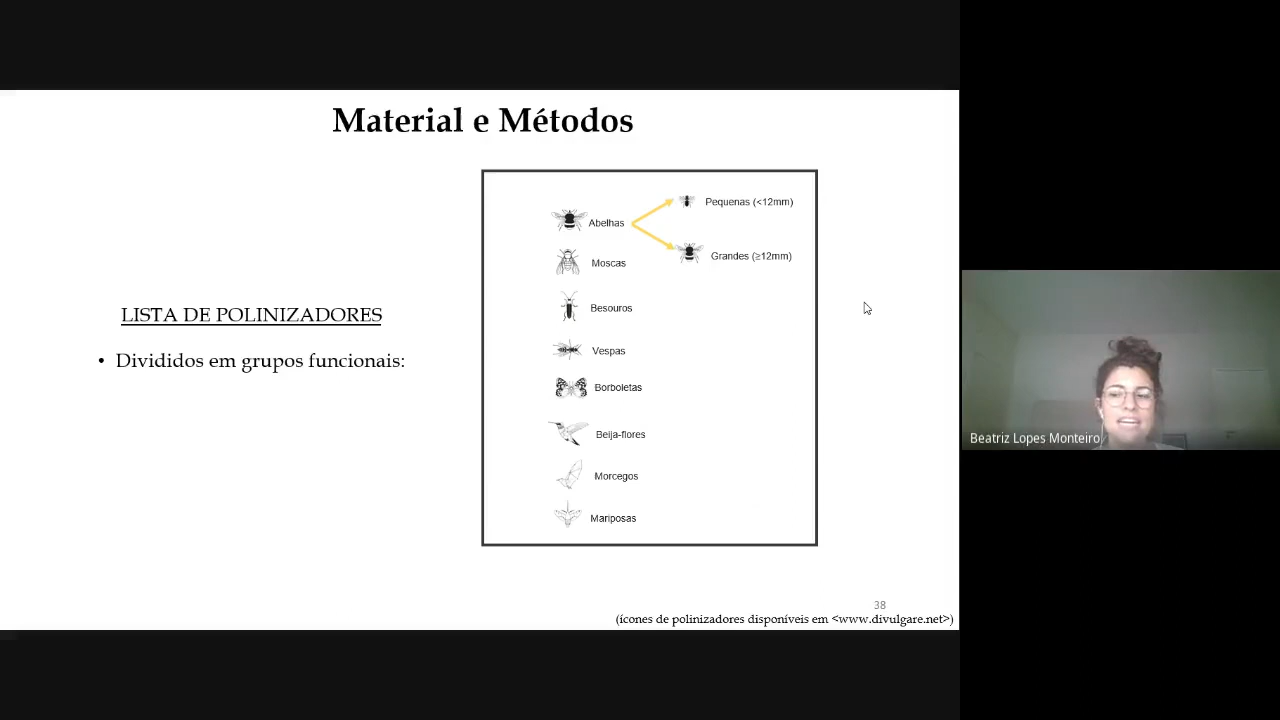 Material e Métodos
LISTA DE POLINIZADORES
• Divididos em grupos funcionais:
Abelhas
Pequenas (<12mm)
Grandes (≥12mm)
Moscas
Besouros
Vespas
Borboletas
Beija-flores
Morcegos
Mariposas
38
(ícones de polinizadores disponíveis em <www.divulgare.net>)
Beatriz Lopes Monteiro